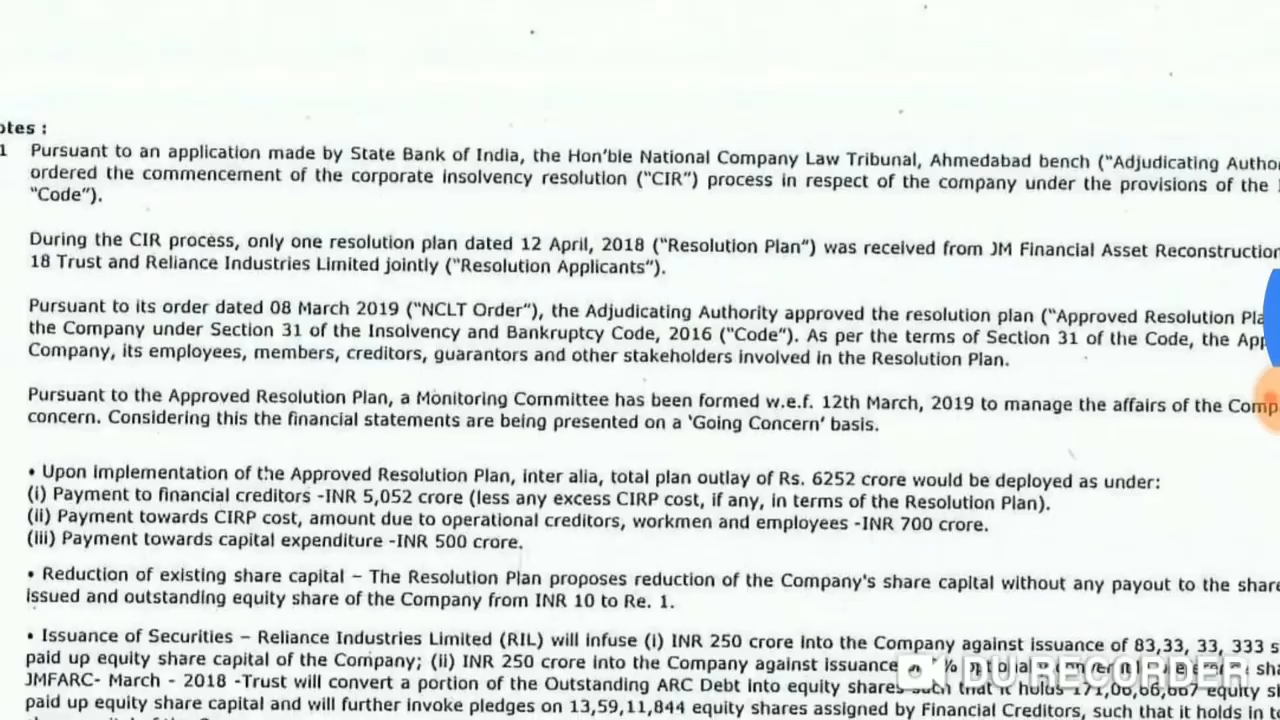 otes :
1 Pursuant to an application made by State Bank of India, the Hon'ble National Company Law Tribunal, Ahmedabad bench ("Adjudicating Autho
ordered the commencement of the corporate insolvency resolution ("CIR") process in respect of the company under the provisions of the
"Code").
During the CIR process, only one resolution plan dated 12 April, 2018 ("Resolution Plan") was received from JM Financial Asset Reconstruction
18 Trust and Reliance Industries Limited jointly ("Resolution Applicants").
Pursuant to its order dated 08 March 2019 ("NCLT Order"), the Adjudicating Authority approved the resolution plan ("Approved Resolution Pla
the Company under Section 31 of the Insolvency and Bankruptcy Code, 2016 ("Code"). As per the terms of Section 31 of the Code, the App
Company, its employees, members, creditors, guarantors and other stakeholders involved in the Resolution Plan.
Pursuant to the Approved Resolution Plan, a Monitoring Committee has been formed w.e.f. 12th March, 2019 to manage the affairs of the Comp
concern. Considering this the financial statements are being presented on a 'Going Concern' basis.
• Upon implementation of the Approved Resolution Plan, inter alia, total plan outlay of Rs. 6252 crore would be deployed as under:
(i) Payment to financial creditors -INR 5,052 crore (less any excess CIRP cost, if any, in terms of the Resolution Plan).
(ii) Payment towards CIRP cost, amount due to operational creditors, workmen and employees -INR 700 crore.
(iii) Payment towards capital expenditure -INR 500 crore.
• Reduction of existing share capital – The Resolution Plan proposes reduction of the Company's share capital without any payout to the share
issued and outstanding equity share of the Company from INR 10 to Re. 1.
• Issuance of Securities – Reliance Industries Limited (RIL) will infuse (i) INR 250 crore into the Company against issuance of 83,33, 33, 333 s
paid up equity share capital of the Company; (ii) INR 250 crore into the Company against issuance
DU RECORDER
JMFARC- March - 2018 -Trust will convert a portion of the Outstanding ARC Debt into equity shares such that it holds 171,06,66,667 equity sh
paid up equity share capital and will further invoke pledges on 13,59,11,844 equity shares assigned by Financial Creditors, such that it holds in to